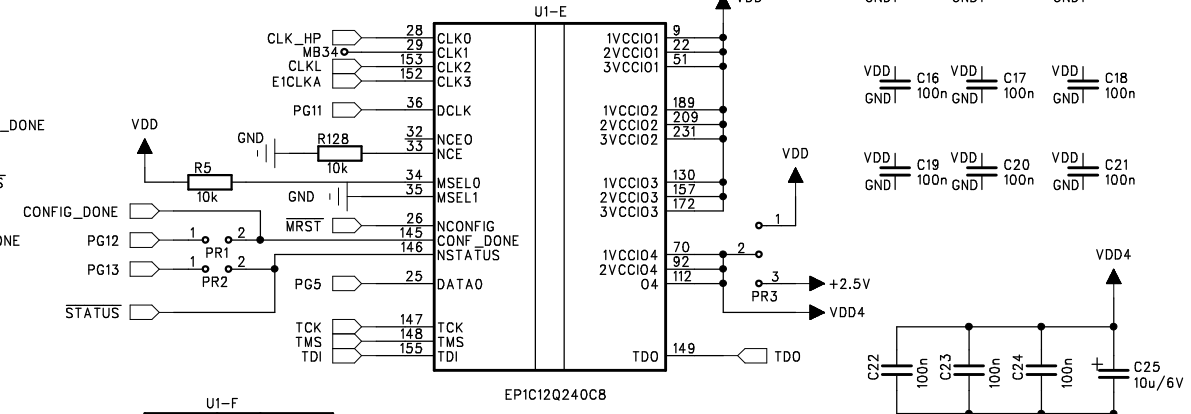 U1-E
CLK_HP 28 CLK0
MB34 29 CLK1
CLKL 153 CLK2
E1CLKA 152 CLK3
PG11 36 DCLK
32 NCEO
GND R128 10k 33 NCE
VDD R5 10k 34 MSEL0
GND 35 MSEL1
MRST 26 NCONFIG
CONFIG_DONE
PG12 1 PR1 2 145 CONF_DONE
PG13 1 PR2 2 146 NSTATUS
PG5 25 DATA0
STATUS
TCK 147 TCK
TMS 148 TMS
TDI 155 TDI
1VCCIO1 9
2VCCIO1 22
3VCCIO1 51
1VCCIO2 189
2VCCIO2 209
3VCCIO2 231
1VCCIO3 130
2VCCIO3 157
3VCCIO3 172
1VCCIO4 70
2VCCIO4 92
O4 112
TDO 149 TDO
EP1C12Q240C8
VDD
1
2
3
PR3
+2.5V
VDD4
VDD C16 VDD C17 VDD C18
GND 100n GND 100n GND 100n
VDD C19 VDD C20 VDD C21
GND 100n GND 100n GND 100n
VDD4
C22 100n C23 100n C24 100n + C25
10u/6V
_DONE
U1-F